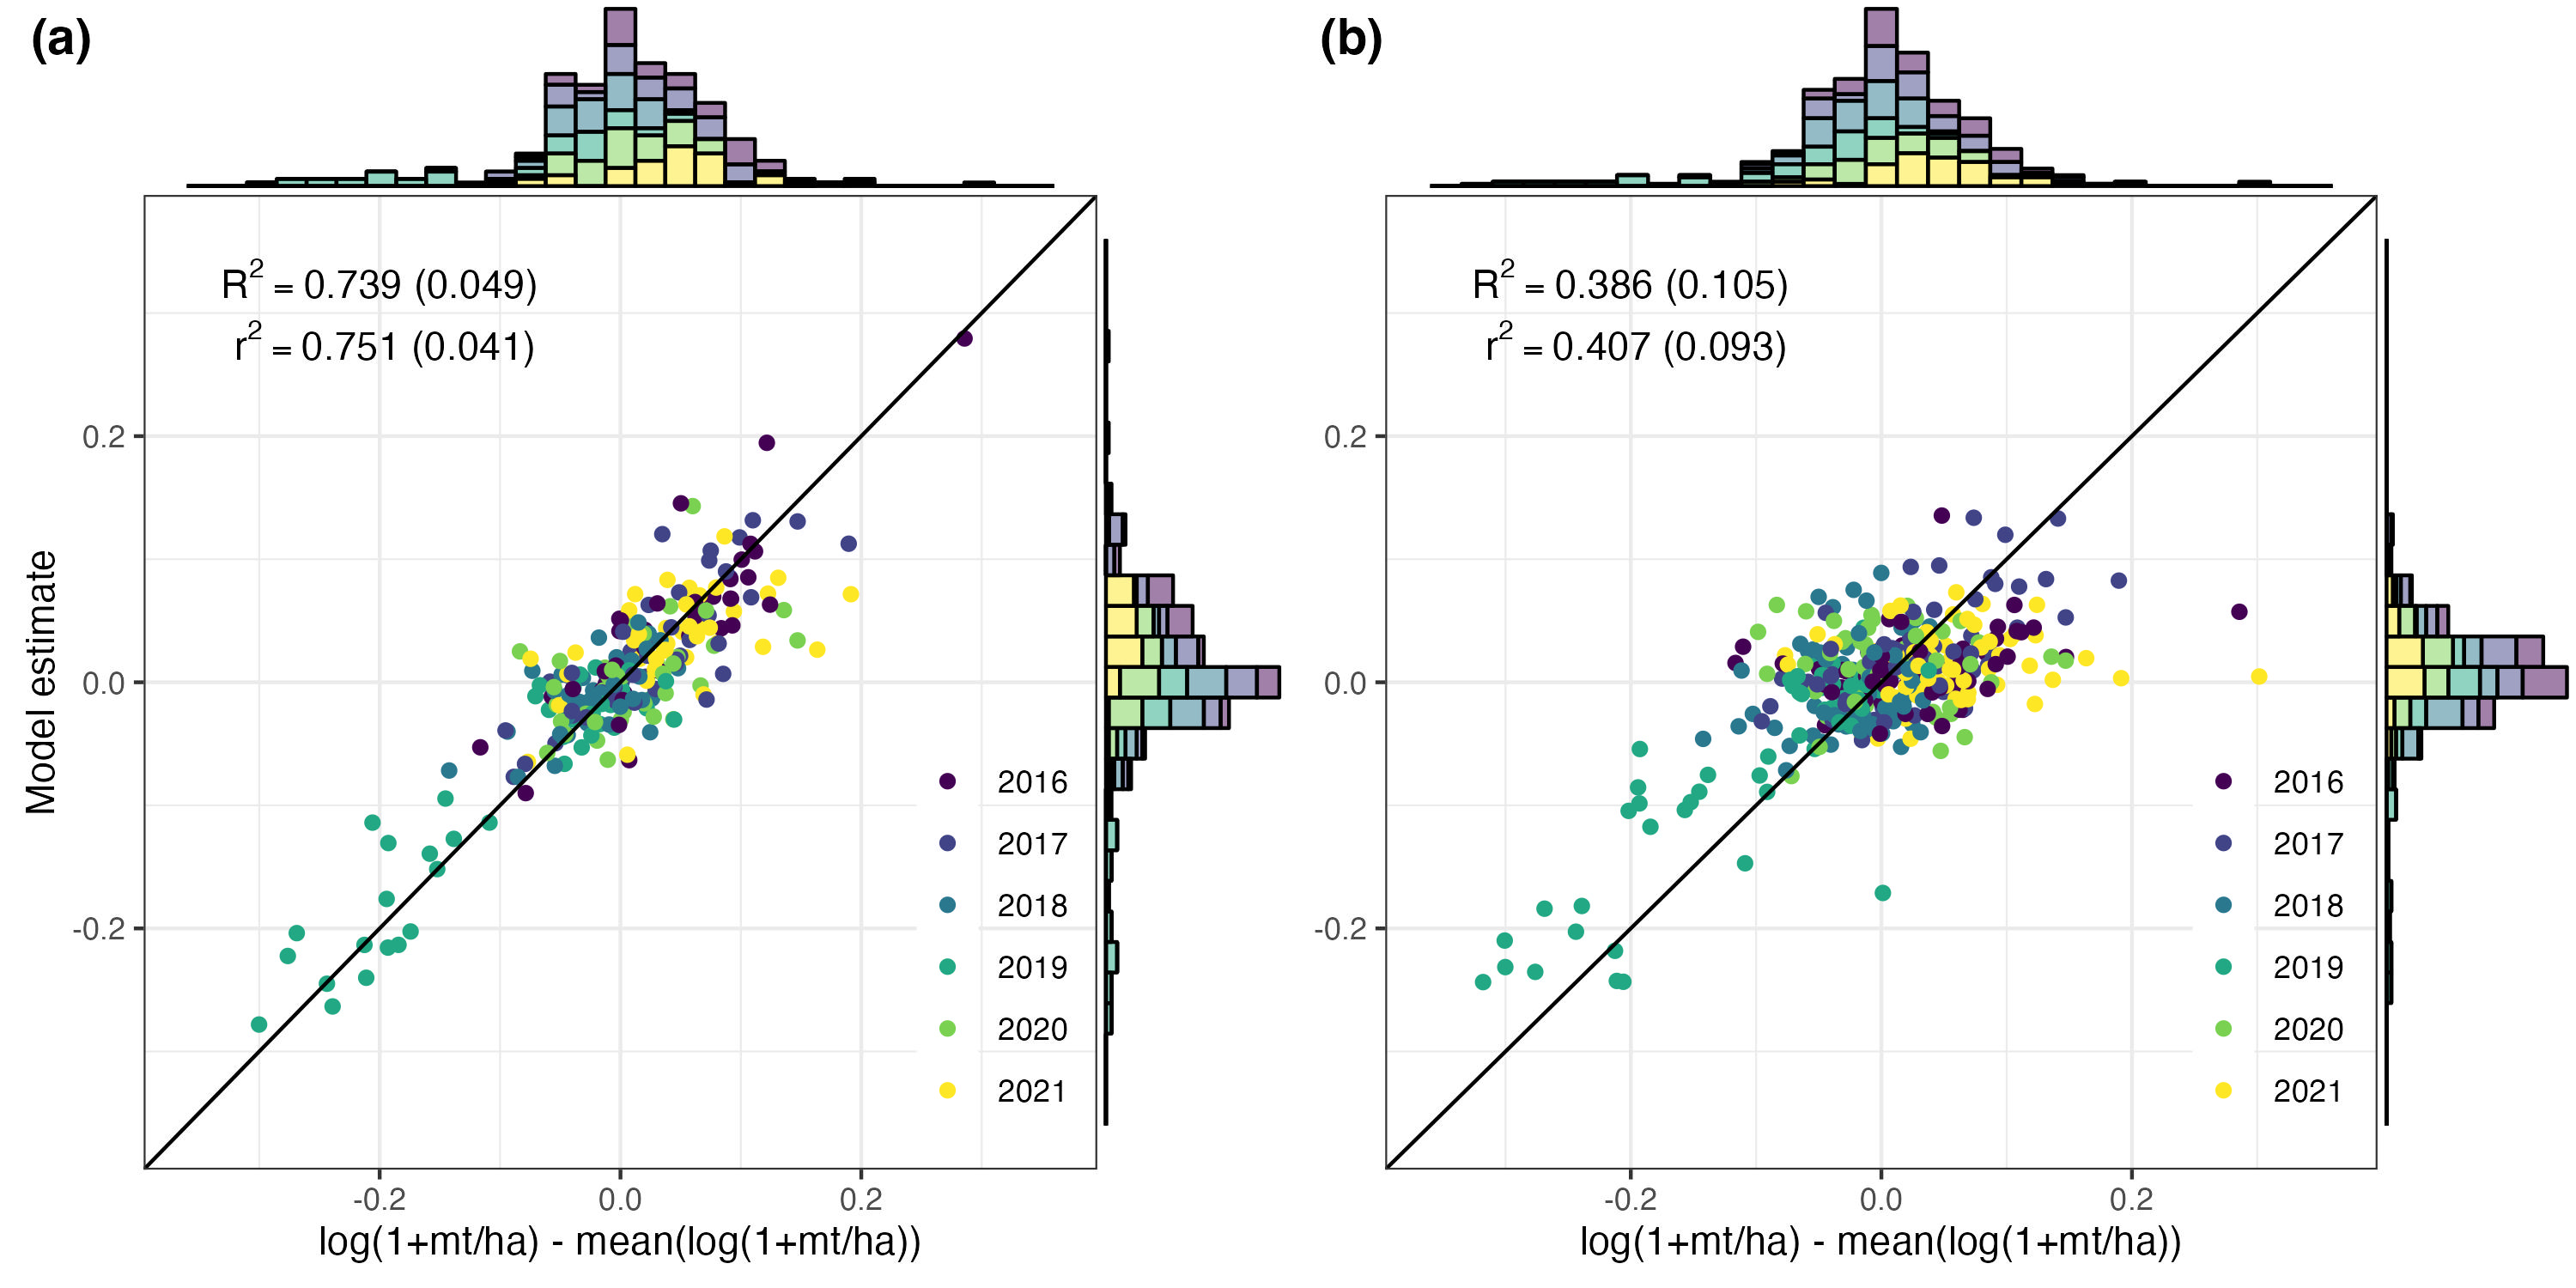 (a)
R² = 0.739 (0.049)
r² = 0.751 (0.041)
Model estimate
0.2
0.0
-0.2
-0.2 0.0 0.2
log(1+mt/ha) - mean(log(1+mt/ha))
2016
2017
2018
2019
2020
2021
(b)
R² = 0.386 (0.105)
r² = 0.407 (0.093)
0.2
0.0
-0.2
-0.2 0.0 0.2
log(1+mt/ha) - mean(log(1+mt/ha))
2016
2017
2018
2019
2020
2021